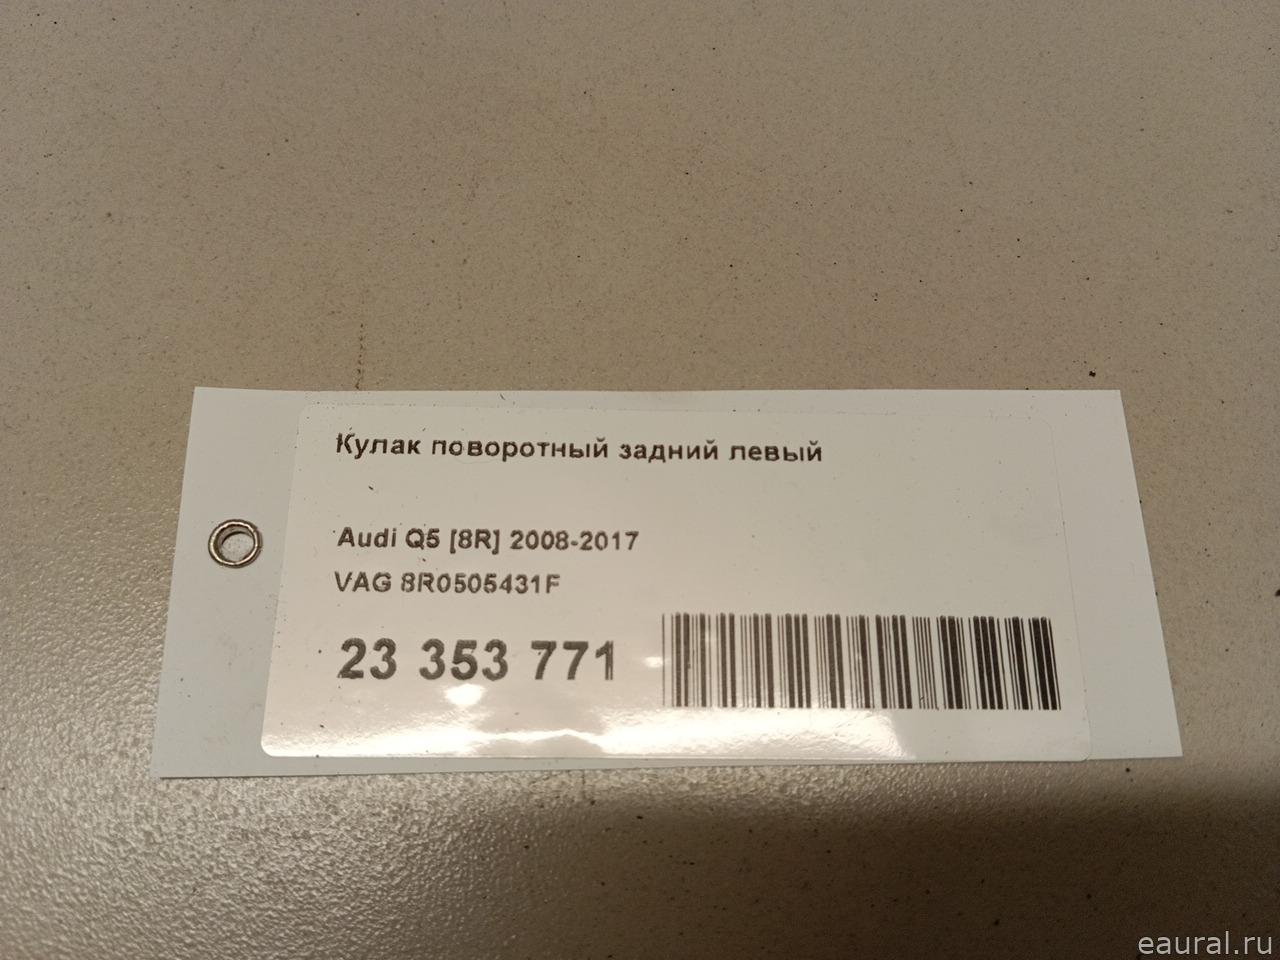 Кулак поворотный задний левый
Audi Q5 [8R] 2008-2017
VAG 8R0505431F
23 353 771
eaural.ru